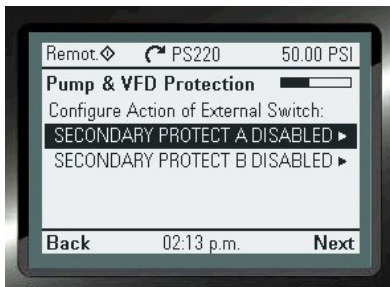 Remot. PS220 50.00 PSI
Pump & VFD Protection
Configure Action of External Switch:
SECONDARY PROTECT A DISABLED
SECONDARY PROTECT B DISABLED
Back 02:13 p.m. Next